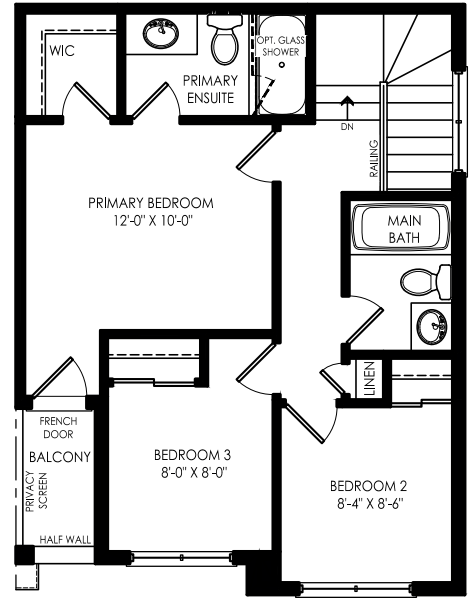 WIC
PRIMARY
ENSUITE
OPT. GLASS
SHOWER
DN
RAILING
PRIMARY BEDROOM
12'-0" X 10'-0"
MAIN
BATH
LINEN
FRENCH
DOOR
BALCONY
PRIVACY
SCREEN
HALF WALL
BEDROOM 3
8'-0" X 8'-0"
BEDROOM 2
8'-4" X 8'-6"